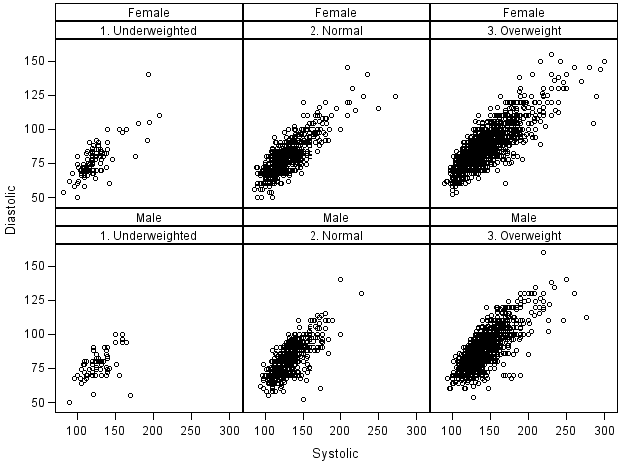 Female Female Female
1. Underweighted 2. Normal 3. Overweight
150
125
100
75
50
Male Male Male
1. Underweighted 2. Normal 3. Overweight
150
125
100
75
50
Diastolic
100 150 200 250 300 100 150 200 250 300 100 150 200 250 300
Systolic